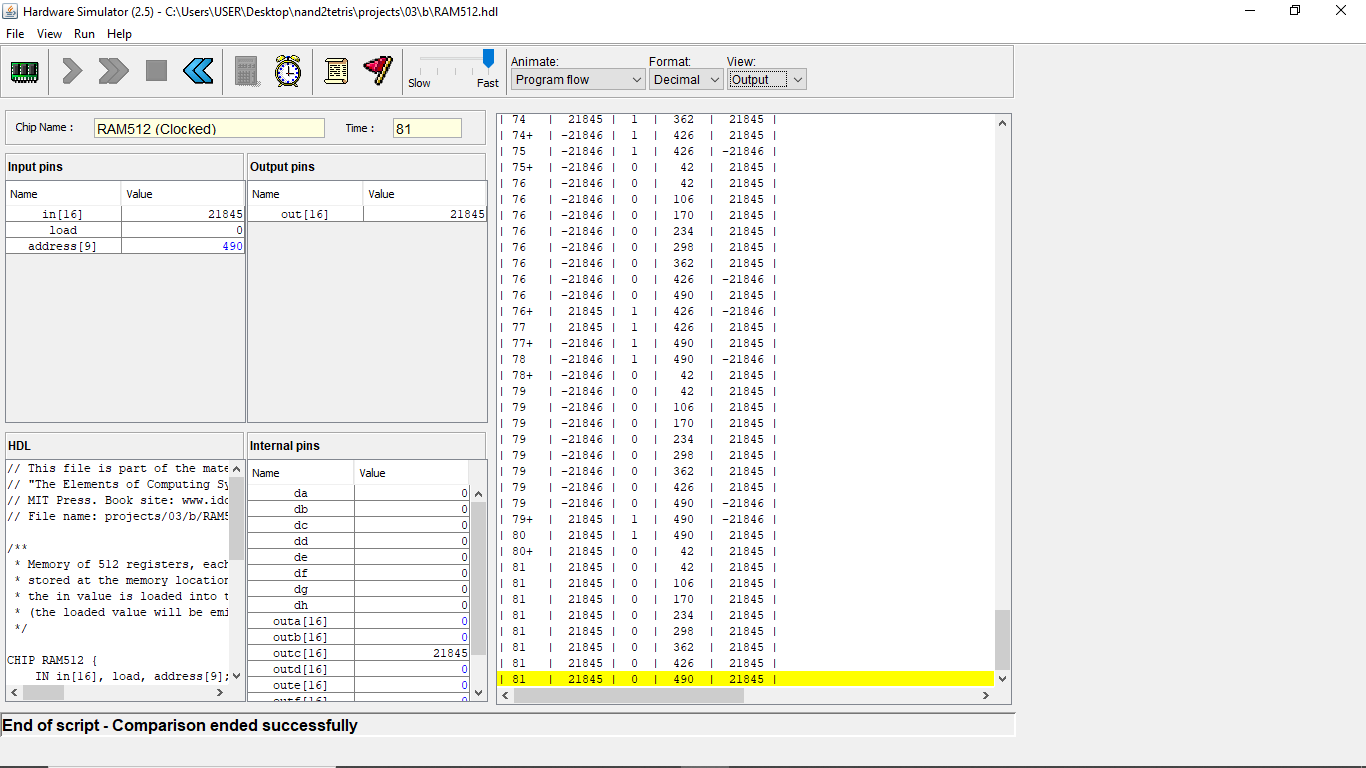 Hardware Simulator (2.5) - C:\Users\USER\Desktop\nand2tetris\projects\03\b\RAM512.hdl
File View Run Help
Slow Fast
Animate: Format: View:
Program flow Decimal Output
Chip Name : RAM512 (Clocked) Time : 81
Input pins
Name Value
in[16] 21845
load 0
address[9] 490
Output pins
Name Value
out[16] 21845
HDL
// This file is part of the mate
// "The Elements of Computing Sy
// MIT Press. Book site: www.idc
// File name: projects/03/b/RAM5
/**
* Memory of 512 registers, each
* stored at the memory location
* the in value is loaded into t
* (the loaded value will be emi
*/
CHIP RAM512 {
IN in[16], load, address[9];
Internal pins
Name Value
da 0
db 0
dc 0
dd 0
de 0
df 0
dg 0
dh 0
outa[16] 0
outb[16] 0
outc[16] 21845
outd[16] 0
oute[16] 0
outf[16] 0
| 74 | 21845 | 1 | 362 | 21845 |
| 74+ | -21846 | 1 | 426 | 21845 |
| 75 | -21846 | 1 | 426 | -21846 |
| 75+ | -21846 | 0 | 42 | 21845 |
| 76 | -21846 | 0 | 42 | 21845 |
| 76 | -21846 | 0 | 106 | 21845 |
| 76 | -21846 | 0 | 170 | 21845 |
| 76 | -21846 | 0 | 234 | 21845 |
| 76 | -21846 | 0 | 298 | 21845 |
| 76 | -21846 | 0 | 362 | 21845 |
| 76 | -21846 | 0 | 426 | -21846 |
| 76 | -21846 | 0 | 490 | 21845 |
| 76+ | 21845 | 1 | 426 | -21846 |
| 77 | 21845 | 1 | 426 | 21845 |
| 77+ | -21846 | 1 | 490 | 21845 |
| 78 | -21846 | 1 | 490 | -21846 |
| 78+ | -21846 | 0 | 42 | 21845 |
| 79 | -21846 | 0 | 42 | 21845 |
| 79 | -21846 | 0 | 106 | 21845 |
| 79 | -21846 | 0 | 170 | 21845 |
| 79 | -21846 | 0 | 234 | 21845 |
| 79 | -21846 | 0 | 298 | 21845 |
| 79 | -21846 | 0 | 362 | 21845 |
| 79 | -21846 | 0 | 426 | 21845 |
| 79 | -21846 | 0 | 490 | -21846 |
| 79+ | 21845 | 1 | 490 | -21846 |
| 80 | 21845 | 1 | 490 | 21845 |
| 80+ | 21845 | 0 | 42 | 21845 |
| 81 | 21845 | 0 | 42 | 21845 |
| 81 | 21845 | 0 | 106 | 21845 |
| 81 | 21845 | 0 | 170 | 21845 |
| 81 | 21845 | 0 | 234 | 21845 |
| 81 | 21845 | 0 | 298 | 21845 |
| 81 | 21845 | 0 | 362 | 21845 |
| 81 | 21845 | 0 | 426 | 21845 |
| 81 | 21845 | 0 | 490 | 21845 |
End of script - Comparison ended successfully